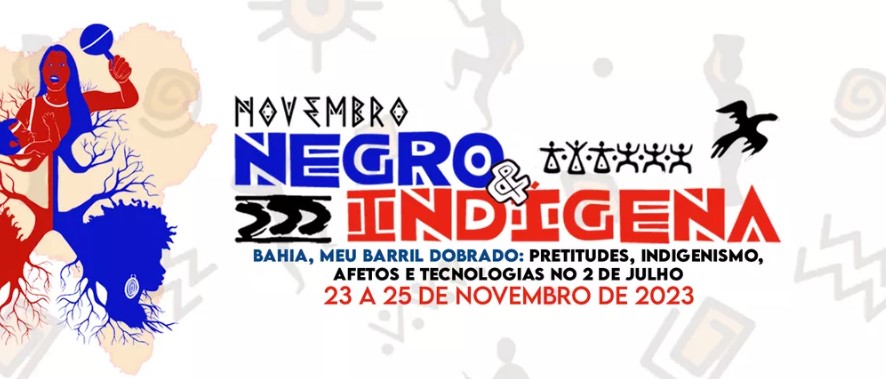 NOVEMBRO
NEGRO
&
INDÍGENA
BAHIA, MEU BARRIL DOBRADO: PRETITUDES, INDIGENISMO,
AFETOS E TECNOLOGIAS NO 2 DE JULHO
23 A 25 DE NOVEMBRO DE 2023